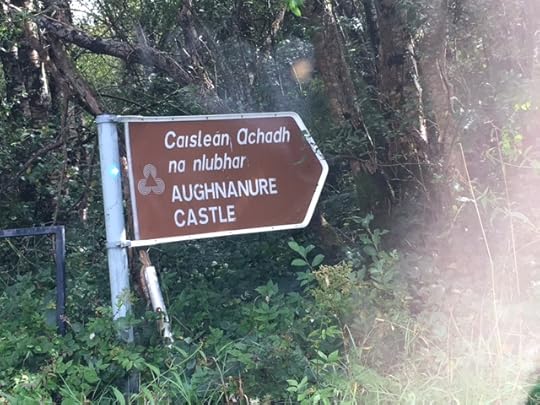 Caisleán Achadh
na nIubhar
AUGHNANURE
CASTLE